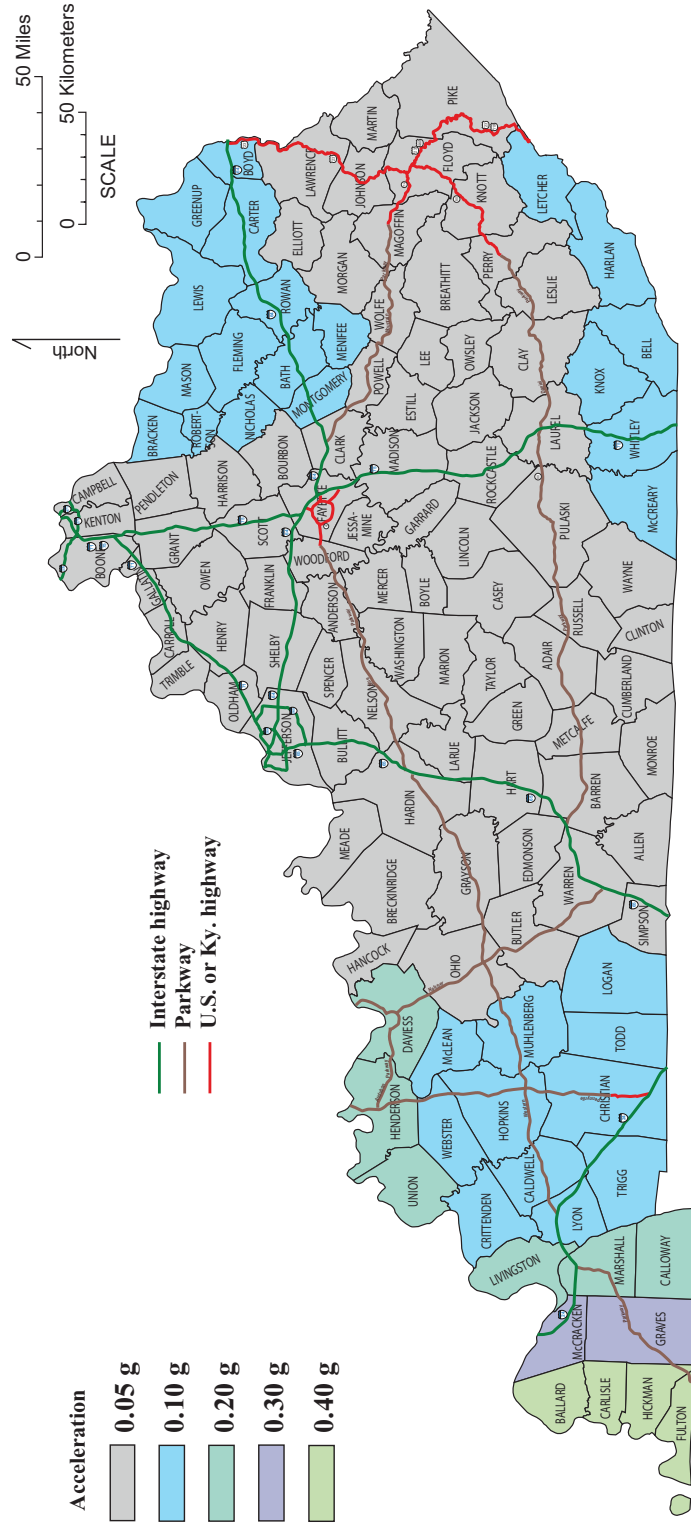 Acceleration
0.05 g
0.10 g
0.20 g
0.30 g
0.40 g
Interstate highway
Parkway
U.S. or Ky. highway
North
0 50 Miles
0 50 Kilometers
SCALE
BALLARD
CARLISLE
HICKMAN
FULTON
McCRACKEN
GRAVES
LIVINGSTON
MARSHALL
CALLOWAY
CRITTENDEN
LYON
CALDWELL
TRIGG
UNION
WEBSTER
HOPKINS
CHRISTIAN
HENDERSON
DAVIESS
McLEAN
MUHLENBERG
TODD
LOGAN
HANCOCK
OHIO
BUTLER
WARREN
SIMPSON
BRECKINRIDGE
MEADE
GRAYSON
EDMONSON
ALLEN
HARDIN
HART
BARREN
MONROE
LARUE
METCALFE
JEFFERSON
BULLITT
NELSON
GREEN
TAYLOR
ADAIR
CUMBERLAND
CLINTON
OLDHAM
TRIMBLE
HENRY
SHELBY
SPENCER
WASHINGTON
MARION
CASEY
RUSSELL
WAYNE
CARROLL
GALLATIN
OWEN
FRANKLIN
ANDERSON
MERCER
BOYLE
LINCOLN
PULASKI
McCREARY
BOONE
KENTON
CAMPBELL
GRANT
PENDLETON
SCOTT
HARRISON
WOODFORD
FAYETTE
JESSA-
MINE
GARRARD
ROCKCASTLE
LAUREL
WHITLEY
BOURBON
CLARK
MADISON
ESTILL
JACKSON
KNOX
BELL
BRACKEN
ROBERT-
SON
MASON
NICHOLAS
FLEMING
BATH
MONTGOMERY
MENIFEE
POWELL
LEE
OWSLEY
CLAY
LEWIS
ROWAN
WOLFE
BREATHITT
PERRY
LESLIE
HARLAN
GREENUP
CARTER
BOYD
ELLIOTT
MORGAN
MAGOFFIN
LAWRENCE
JOHNSON
MARTIN
FLOYD
KNOTT
LETCHER
PIKE